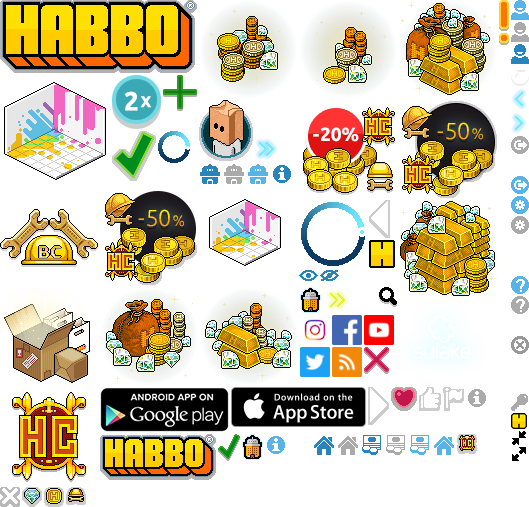 HABBO
2x
-20%
HC
-50%
HC
BC
-50%
HC
HC
ANDROID APP ON
Google play
Download on the
App Store
HABBO